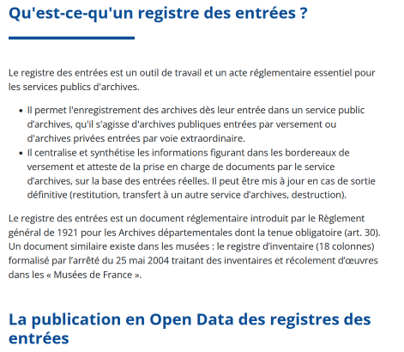 Qu'est-ce-qu'un registre des entrées ?
Le registre des entrées est un outil de travail et un acte réglementaire essentiel pour
les services publics d'archives.
• Il permet l'enregistrement des archives dès leur entrée dans un service public
d'archives, qu'il s'agisse d'archives publiques entrées par versement ou
d'archives privées entrées par voie extraordinaire.
• Il centralise et synthétise les informations figurant dans les bordereaux de
versement et atteste de la prise en charge de documents par le service
d'archives, sur la base des entrées réelles. Il peut être mis à jour en cas de sortie
définitive (restitution, transfert à un autre service d'archives, destruction).
Le registre des entrées est un document réglementaire introduit par le Règlement
général de 1921 pour les Archives départementales dont la tenue obligatoire (art. 30).
Un document similaire existe dans les musées : le registre d'inventaire (18 colonnes)
formalisé par l'arrêté du 25 mai 2004 traitant des inventaires et récolement d'œuvres
dans les « Musées de France ».
La publication en Open Data des registres des
entrées